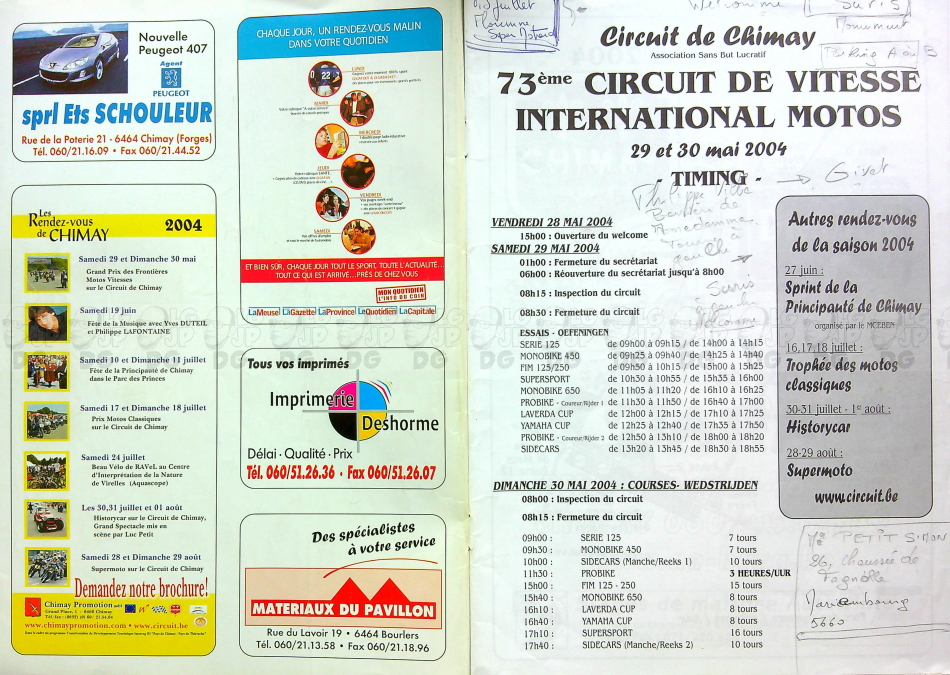 Nouvelle
Peugeot 407
Agent
PEUGEOT
sprl Ets SCHOULEUR
Rue de la Poterie 21 - 6464 Chimay (Forges)
Tél. 060/21.16.09 • Fax 060/21.44.52
Les
Rendez-vous
de CHIMAY
2004
Samedi 29 et Dimanche 30 mai
Grand Prix des Frontières
Motos Vitesses
sur le Circuit de Chimay
Samedi 19 juin
Fête de la Musique avec Yves DUTEIL
et Philippe LAFONTAINE
Samedi 10 et Dimanche 11 juillet
Fête de la Principauté de Chimay
dans le Parc des Princes
Samedi 17 et Dimanche 18 juillet
Prix Motos Classiques
sur le Circuit de Chimay
Samedi 24 juillet
Beau Vélo de RAVeL au Centre
d'Interprétation de la Nature
de Virelles (Aquascope)
Les 30,31 juillet et 01 août
Historycar sur le Circuit de Chimay,
Grand Spectacle mis en
scène par Luc Petit
Samedi 28 et Dimanche 29 août
Supermoto sur le Circuit de Chimay
Demandez notre brochure!
Chimay Promotion asbl
www.chimaypromotion.com • www.circuit.be
CHAQUE JOUR, UN RENDEZ-VOUS MALIN
DANS VOTRE QUOTIDIEN
LUNDI
MARDI
MERCREDI
JEUDI
VENDREDI
SAMEDI
ET BIEN SÛR, CHAQUE JOUR TOUT LE SPORT, TOUTE L'ACTUALITÉ...
TOUT CE QUI EST ARRIVÉ... PRÈS DE CHEZ VOUS
MON QUOTIDIEN
L'INFO DU COIN
LaMeuse LaGazette LaProvince LeQuotidien LaCapitale
Tous vos imprimés
Imprimerie
Deshorme
Délai - Qualité - Prix
Tél. 060/51.26.36 • Fax 060/51.26.07
Des spécialistes
à votre service
MATERIAUX DU PAVILLON
Rue du Lavoir 19 • 6464 Bourlers
Tél. 060/21.13.58 • Fax 060/21.18.96
Circuit de Chimay
Association Sans But Lucratif
73ème CIRCUIT DE VITESSE
INTERNATIONAL MOTOS
29 et 30 mai 2004
- TIMING -
Givet
VENDREDI 28 MAI 2004
15h00 : Ouverture du welcome
SAMEDI 29 MAI 2004
01h00 : Fermeture du secrétariat
06h00 : Réouverture du secrétariat jusqu'à 8h00
08h15 : Inspection du circuit
08h30 : Fermeture du circuit
ESSAIS - OEFENINGEN
SERIE 125 de 09h00 à 09h15 / de 14h00 à 14h15
MONOBIKE 450 de 09h25 à 09h40 / de 14h25 à 14h40
FIM 125/250 de 09h50 à 10h15 / de 15h00 à 15h25
SUPERSPORT de 10h30 à 10h55 / de 15h35 à 16h00
MONOBIKE 650 de 11h05 à 11h20 / de 16h10 à 16h25
PROBIKE - Coureur/Rijder 1 de 11h30 à 11h50 / de 16h40 à 17h00
LAVERDA CUP de 12h00 à 12h15 / de 17h10 à 17h25
YAMAHA CUP de 12h25 à 12h40 / de 17h35 à 17h50
PROBIKE - Coureur/Rijder 2 de 12h50 à 13h10 / de 18h00 à 18h20
SIDECARS de 13h20 à 13h45 / de 18h30 à 18h55
DIMANCHE 30 MAI 2004 : COURSES- WEDSTRIJDEN
08h00 : Inspection du circuit
08h15 : Fermeture du circuit
09h00 : SERIE 125 7 tours
09h30 : MONOBIKE 450 7 tours
10h00 : SIDECARS (Manche/Reeks 1) 10 tours
11h30 : PROBIKE 3 HEURES/UUR
15h00 : FIM 125 - 250 15 tours
15h40 : MONOBIKE 650 8 tours
16h10 : LAVERDA CUP 8 tours
16h40 : YAMAHA CUP 8 tours
17h10 : SUPERSPORT 16 tours
17h40 : SIDECARS (Manche/Reeks 2) 10 tours
Autres rendez-vous
de la saison 2004
27 juin :
Sprint de la
Principauté de Chimay
organisé par le MCEBEN
16,17,18 juillet :
Trophée des motos
classiques
30-31 juillet - 1er août :
Historycar
28-29 août :
Supermoto
www.circuit.be
PETIT SIMON
86, chaussée de
5660